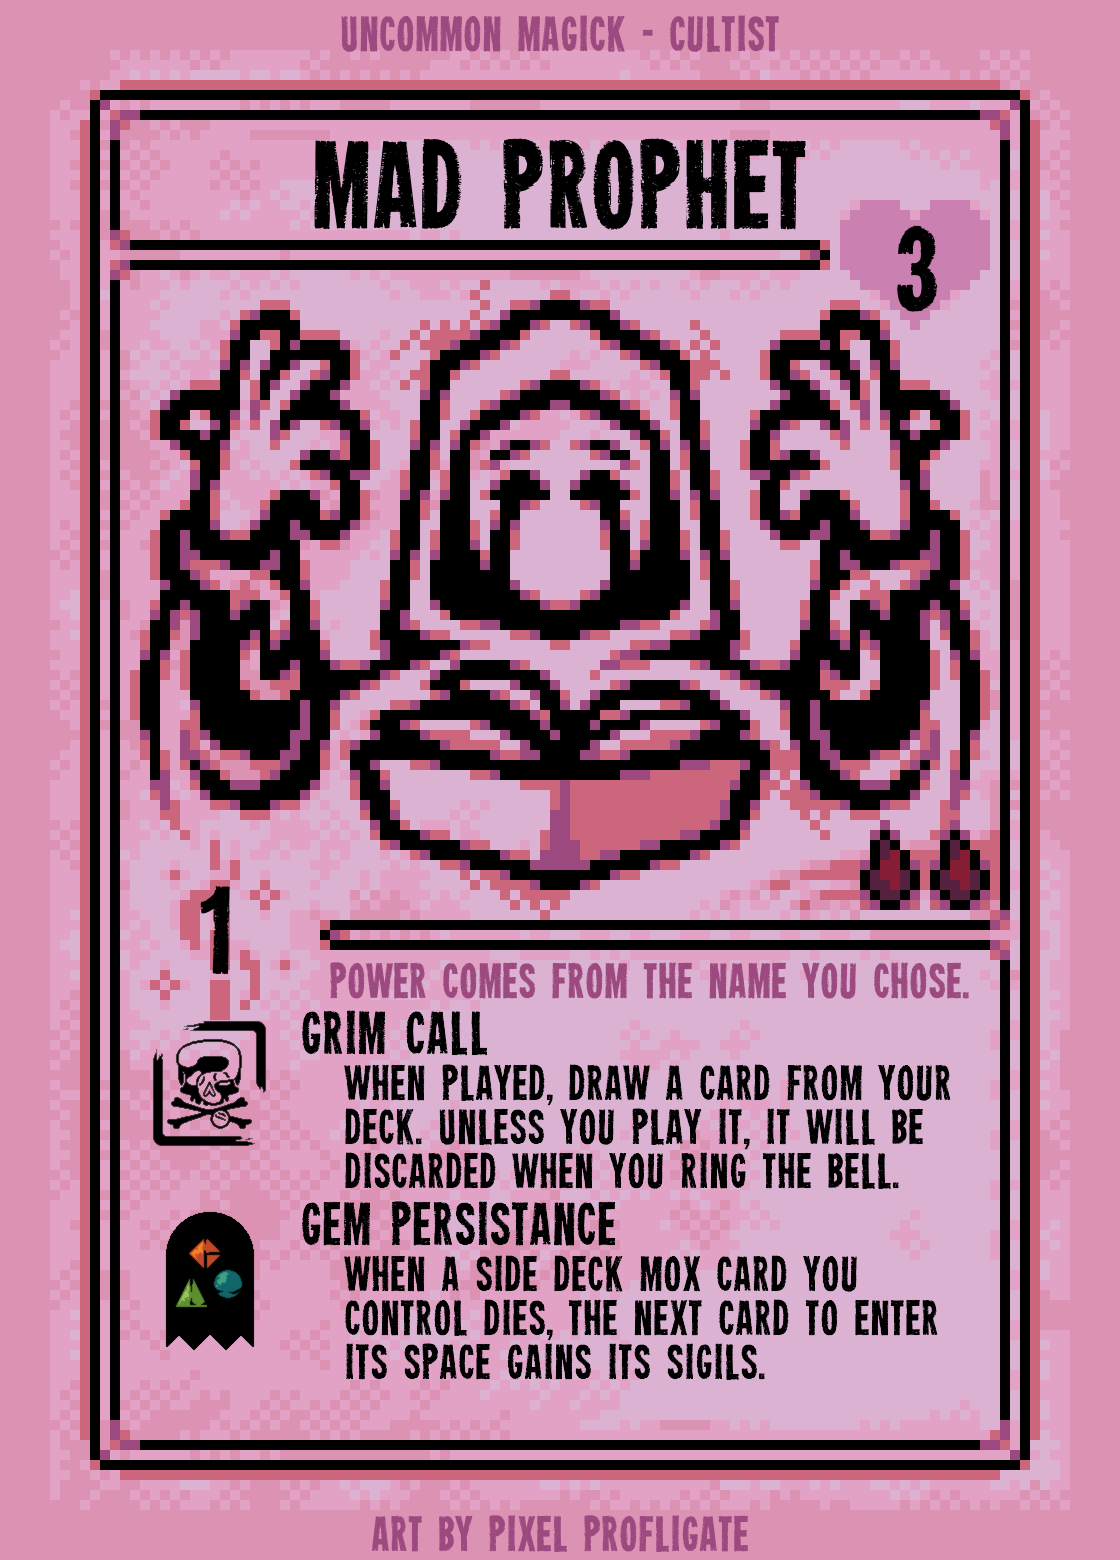 UNCOMMON MAGICK - CULTIST
MAD PROPHET
3
1
POWER COMES FROM THE NAME YOU CHOSE.
GRIM CALL
WHEN PLAYED, DRAW A CARD FROM YOUR
DECK. UNLESS YOU PLAY IT, IT WILL BE
DISCARDED WHEN YOU RING THE BELL.
GEM PERSISTANCE
WHEN A SIDE DECK MOX CARD YOU
CONTROL DIES, THE NEXT CARD TO ENTER
ITS SPACE GAINS ITS SIGILS.
ART BY PIXEL PROFLIGATE